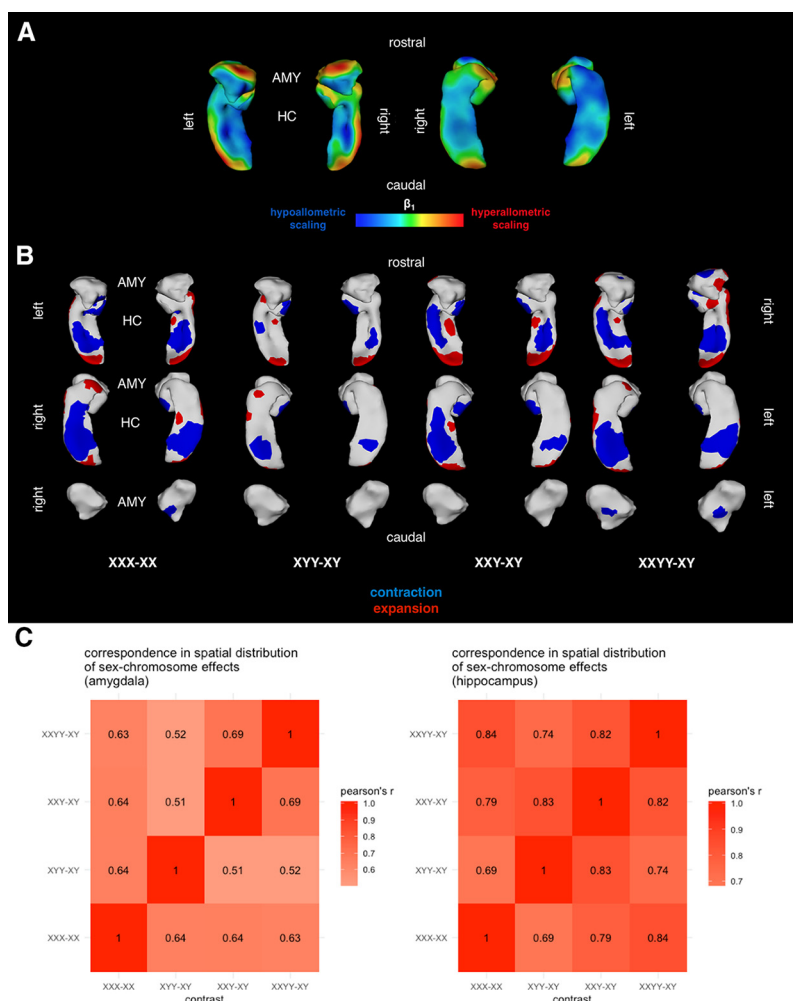 A
rostral
AMY
HC
left
right
right
left
caudal
β1
hypoallometric
scaling
hyperallometric
scaling
B
rostral
left
AMY
HC
right
right
AMY
HC
left
right
AMY
left
caudal
XXX-XX XYY-XY XXY-XY XXYY-XY
contraction
expansion
C
correspondence in spatial distribution
of sex-chromosome effects
(amygdala)
XXYY-XY 0.63 0.52 0.69 1
XXY-XY 0.64 0.51 1 0.69
XYY-XY 0.64 1 0.51 0.52
XXX-XX 1 0.64 0.64 0.63
XXX-XX XYY-XY XXY-XY XXYY-XY
contrast
pearson's r
1.0
0.9
0.8
0.7
0.6
correspondence in spatial distribution
of sex-chromosome effects
(hippocampus)
XXYY-XY 0.84 0.74 0.82 1
XXY-XY 0.79 0.83 1 0.82
XYY-XY 0.69 1 0.83 0.74
XXX-XX 1 0.69 0.79 0.84
XXX-XX XYY-XY XXY-XY XXYY-XY
contrast
pearson's r
1.0
0.9
0.8
0.7